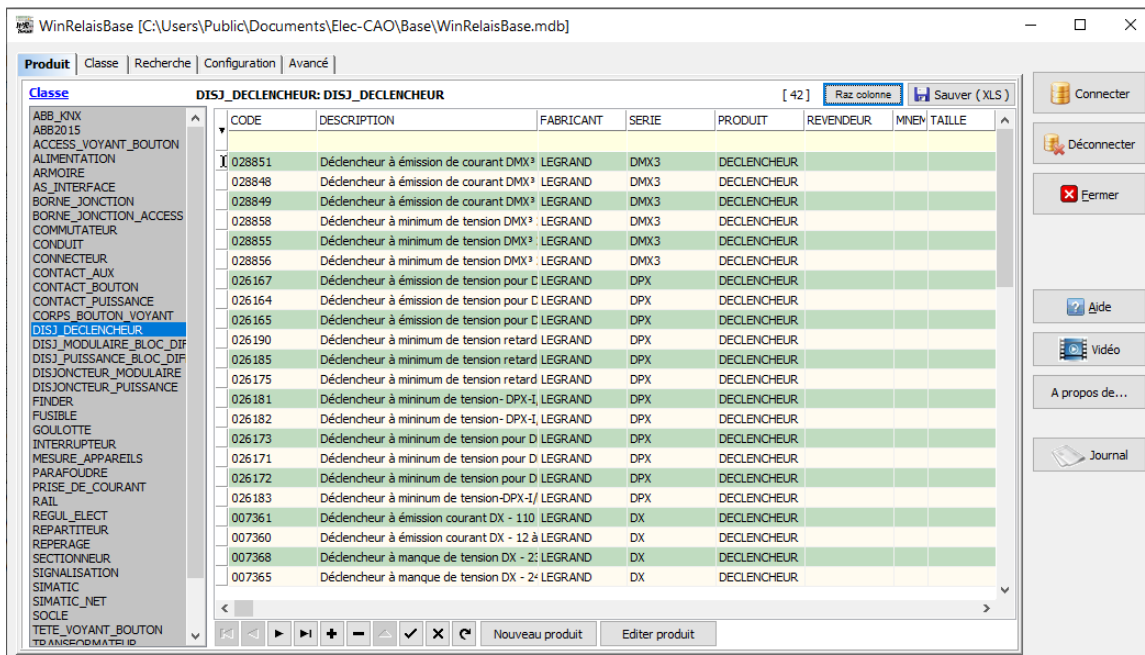 WinRelaisBase [C:\Users\Public\Documents\Elec-CAO\Base\WinRelaisBase.mdb]
Produit Classe Recherche Configuration Avancé
Classe
DISJ_DECLENCHEUR: DISJ_DECLENCHEUR [ 42 ] Raz colonne Sauver ( XLS )
ABB_KNX
ABB2015
ACCESS_VOYANT_BOUTON
ALIMENTATION
ARMOIRE
AS_INTERFACE
BORNE_JONCTION
BORNE_JONCTION_ACCESS
COMMUTATEUR
CONDUIT
CONNECTEUR
CONTACT_AUX
CONTACT_BOUTON
CONTACT_PUISSANCE
CORPS_BOUTON_VOYANT
DISJ_DECLENCHEUR
DISJ_MODULAIRE_BLOC_DIF
DISJ_PUISSANCE_BLOC_DIF
DISJONCTEUR_MODULAIRE
DISJONCTEUR_PUISSANCE
FINDER
FUSIBLE
GOULOTTE
INTERRUPTEUR
MESURE_APPAREILS
PARAFOUDRE
PRISE_DE_COURANT
RAIL
REGUL_ELECT
REPARTITEUR
REPERAGE
SECTIONNEUR
SIGNALISATION
SIMATIC
SIMATIC_NET
SOCLE
TETE_VOYANT_BOUTON
TRANSFORMATEUR
CODE DESCRIPTION FABRICANT SERIE PRODUIT REVENDEUR MNEM TAILLE
028851 Déclencheur à émission de courant DMX³ LEGRAND DMX3 DECLENCHEUR
028848 Déclencheur à émission de courant DMX³ LEGRAND DMX3 DECLENCHEUR
028849 Déclencheur à émission de courant DMX³ LEGRAND DMX3 DECLENCHEUR
028858 Déclencheur à minimum de tension DMX³ LEGRAND DMX3 DECLENCHEUR
028855 Déclencheur à minimum de tension DMX³ LEGRAND DMX3 DECLENCHEUR
028856 Déclencheur à minimum de tension DMX³ LEGRAND DMX3 DECLENCHEUR
026167 Déclencheur à émission de tension pour D LEGRAND DPX DECLENCHEUR
026164 Déclencheur à émission de tension pour D LEGRAND DPX DECLENCHEUR
026165 Déclencheur à émission de tension pour D LEGRAND DPX DECLENCHEUR
026190 Déclencheur à mininum de tension retard LEGRAND DPX DECLENCHEUR
026185 Déclencheur à mininum de tension retard LEGRAND DPX DECLENCHEUR
026175 Déclencheur à mininum de tension retard LEGRAND DPX DECLENCHEUR
026181 Déclencheur à mininum de tension- DPX-I, LEGRAND DPX DECLENCHEUR
026182 Déclencheur à mininum de tension- DPX-I, LEGRAND DPX DECLENCHEUR
026173 Déclencheur à mininum de tension pour D LEGRAND DPX DECLENCHEUR
026171 Déclencheur à mininum de tension pour D LEGRAND DPX DECLENCHEUR
026172 Déclencheur à mininum de tension pour D LEGRAND DPX DECLENCHEUR
026183 Déclencheur à mininum de tension-DPX-I/ LEGRAND DPX DECLENCHEUR
007361 Déclencheur à émission courant DX - 110 LEGRAND DX DECLENCHEUR
007360 Déclencheur à émission courant DX - 12 à LEGRAND DX DECLENCHEUR
007368 Déclencheur à manque de tension DX - 23 LEGRAND DX DECLENCHEUR
007365 Déclencheur à manque de tension DX - 24 LEGRAND DX DECLENCHEUR
Nouveau produit Editer produit
Connecter
Déconnecter
Fermer
Aide
Vidéo
A propos de...
Journal